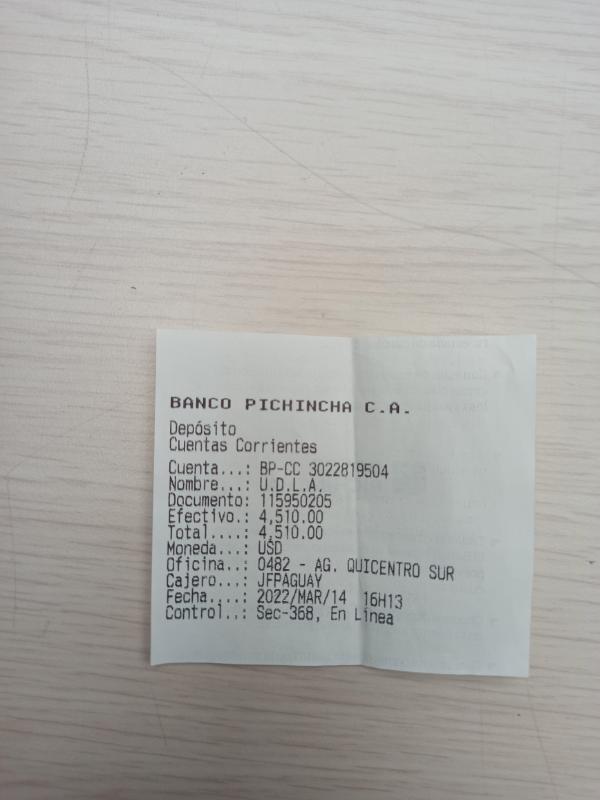 BANCO PICHINCHA C.A.
Depósito
Cuentas Corrientes
Cuenta...: BP-CC 3022819504
Nombre...: U.D.L.A.
Documento: 115950205
Efectivo.: 4,510.00
Total....: 4,510.00
Moneda...: USD
Oficina..: 0482 - AG. QUICENTRO SUR
Cajero...: JFPAGUAY
Fecha....: 2022/MAR/14 16H13
Control..: Sec-368, En Linea